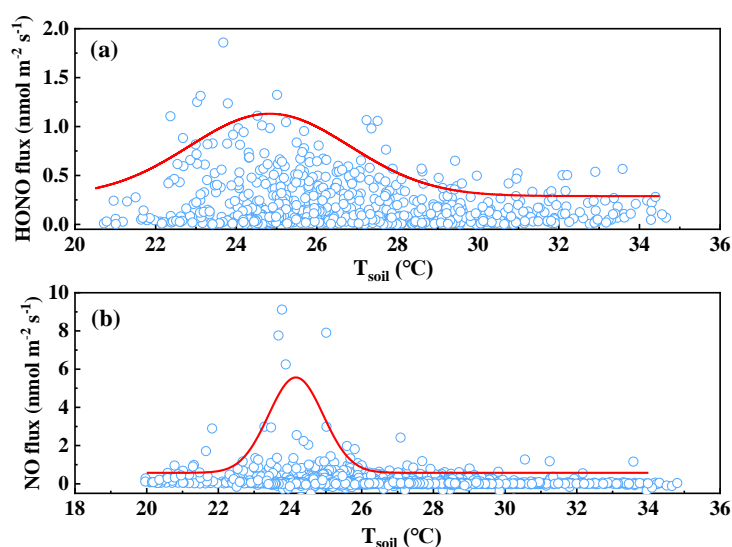 (a)
HONO flux (nmol m⁻² s⁻¹)
2.0
1.5
1.0
0.5
0.0
20 22 24 26 28 30 32 34 36
T_soil (°C)
(b)
NO flux (nmol m⁻² s⁻¹)
10
8
6
4
2
0
18 20 22 24 26 28 30 32 34 36
T_soil (°C)